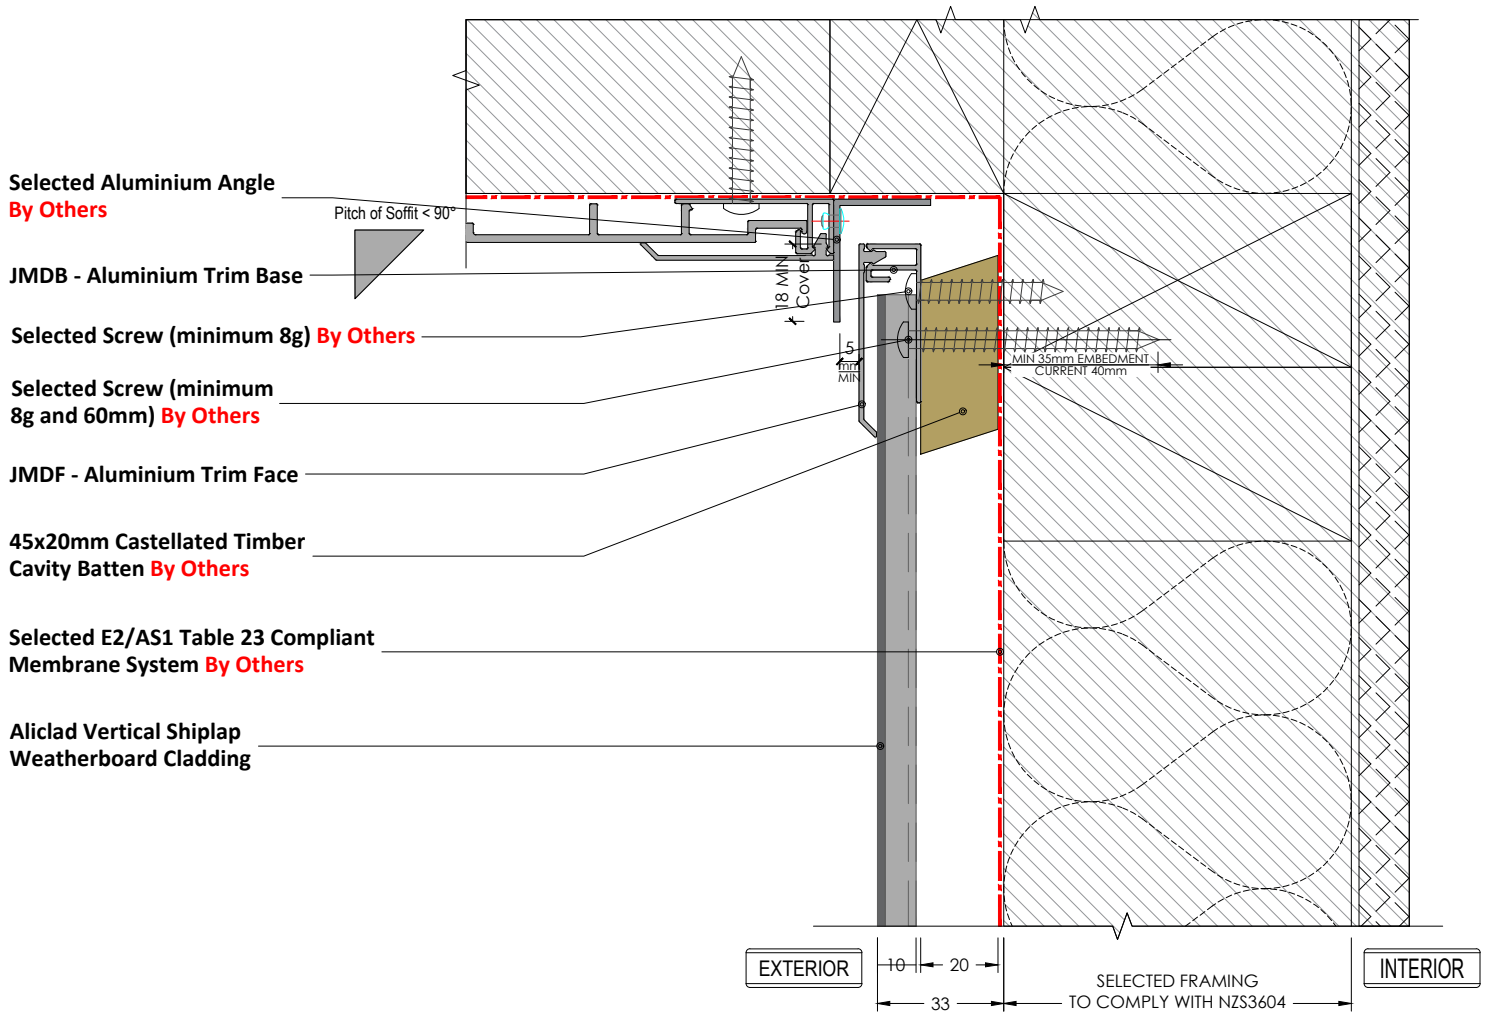 Selected Aluminium Angle
By Others
Pitch of Soffit < 90°
JMDB - Aluminium Trim Base
18 MIN
Cover
Selected Screw (minimum 8g) By Others
5
mm
MIN
MIN 35mm EMBEDMENT
CURRENT 40mm
Selected Screw (minimum
8g and 60mm) By Others
JMDF - Aluminium Trim Face
45x20mm Castellated Timber
Cavity Batten By Others
Selected E2/AS1 Table 23 Compliant
Membrane System By Others
Aliclad Vertical Shiplap
Weatherboard Cladding
EXTERIOR
10
20
33
SELECTED FRAMING
TO COMPLY WITH NZS3604
INTERIOR